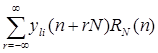 ∑_{r=-∞}^{∞} y_{li}(n + rN)R_N(n)